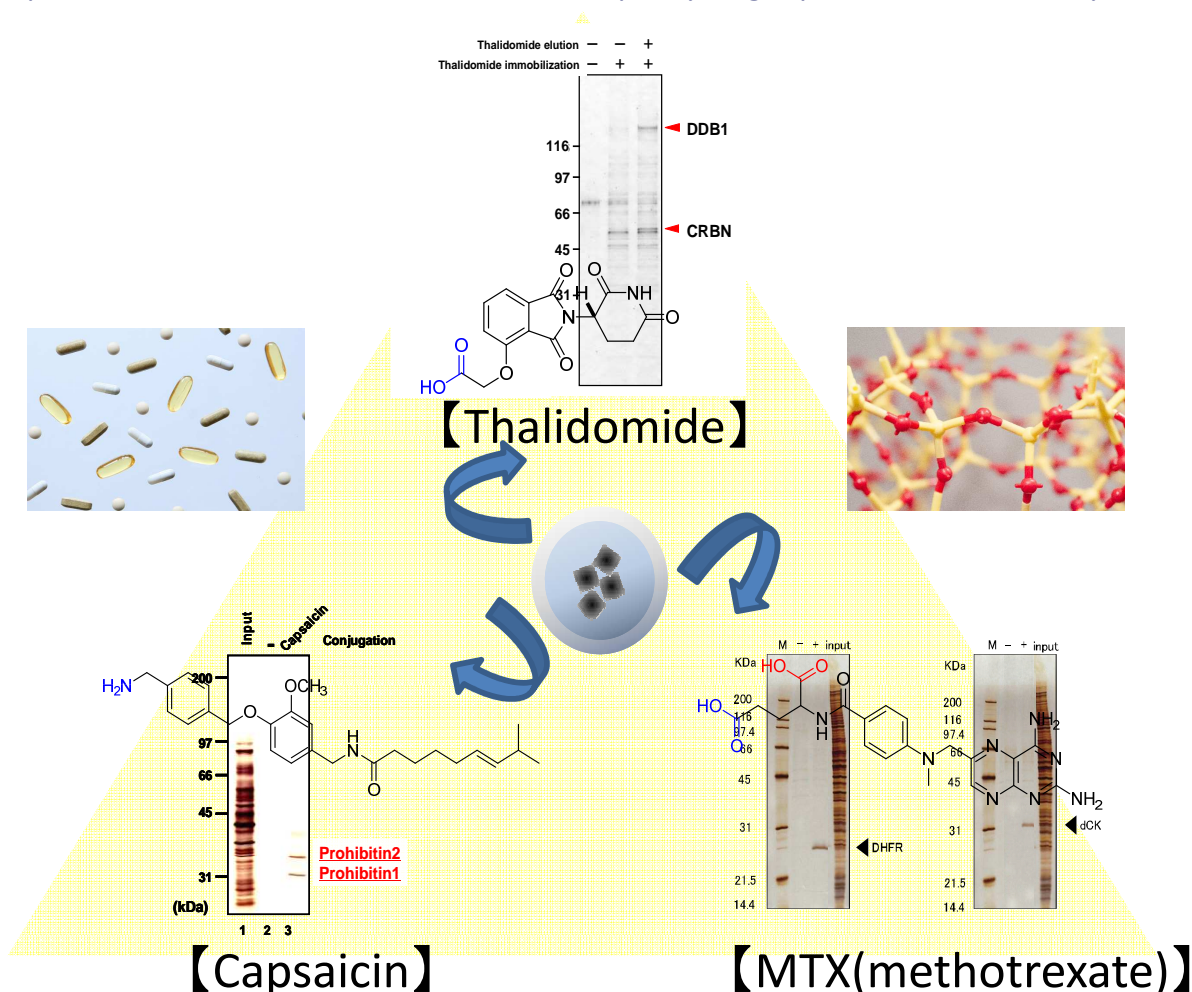 Thalidomide elution − − +
Thalidomide immobilization − + +
DDB1
116
97
66
CRBN
45
31
H
O
O
O
O
N
NH
O
O
HO
【Thalidomide】
Input
-
Capsaicin
Conjugation
200
H2N
OCH3
O
97
H
N
O
66
45
Prohibitin2
Prohibitin1
31
(kDa)
1 2 3
【Capsaicin】
M − + input
KDa
HO
O
O
200
HO
116
N
H
97.4
O
66
N
45
31
DHFR
21.5
14.4
M − + input
KDa
200
116
NH2
97.4
66
N
N
45
N
N
NH2
31
dCK
21.5
14.4
【MTX(methotrexate)】